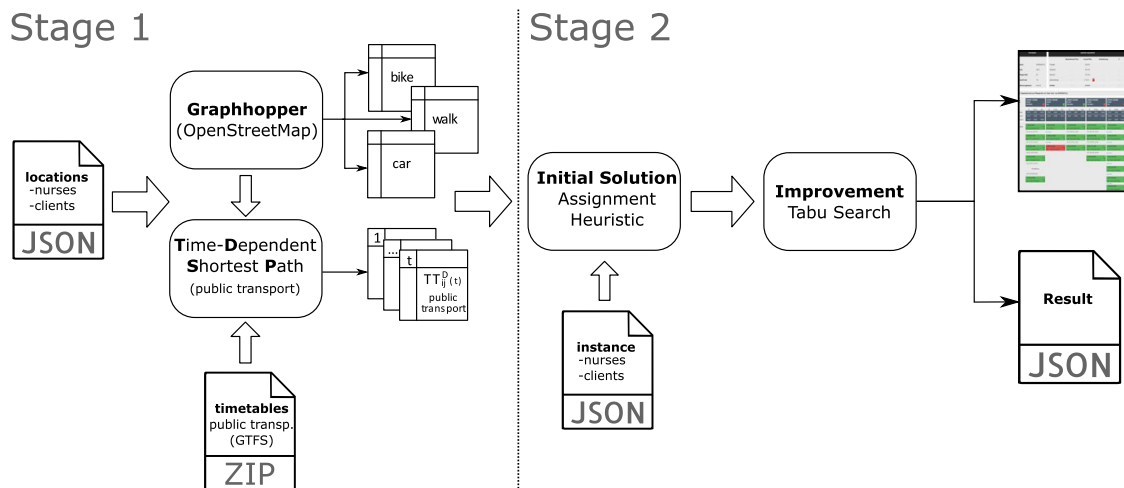 Stage 1
Stage 2
Graphhopper
(OpenStreetMap)
bike
walk
car
locations
-nurses
-clients
JSON
Time-Dependent
Shortest Path
(public transport)
1
...
t
TT^D_ij (t)
public
transport
timetables
public transp.
(GTFS)
ZIP
Initial Solution
Assignment
Heuristic
Improvement
Tabu Search
instance
-nurses
-clients
JSON
Result
JSON